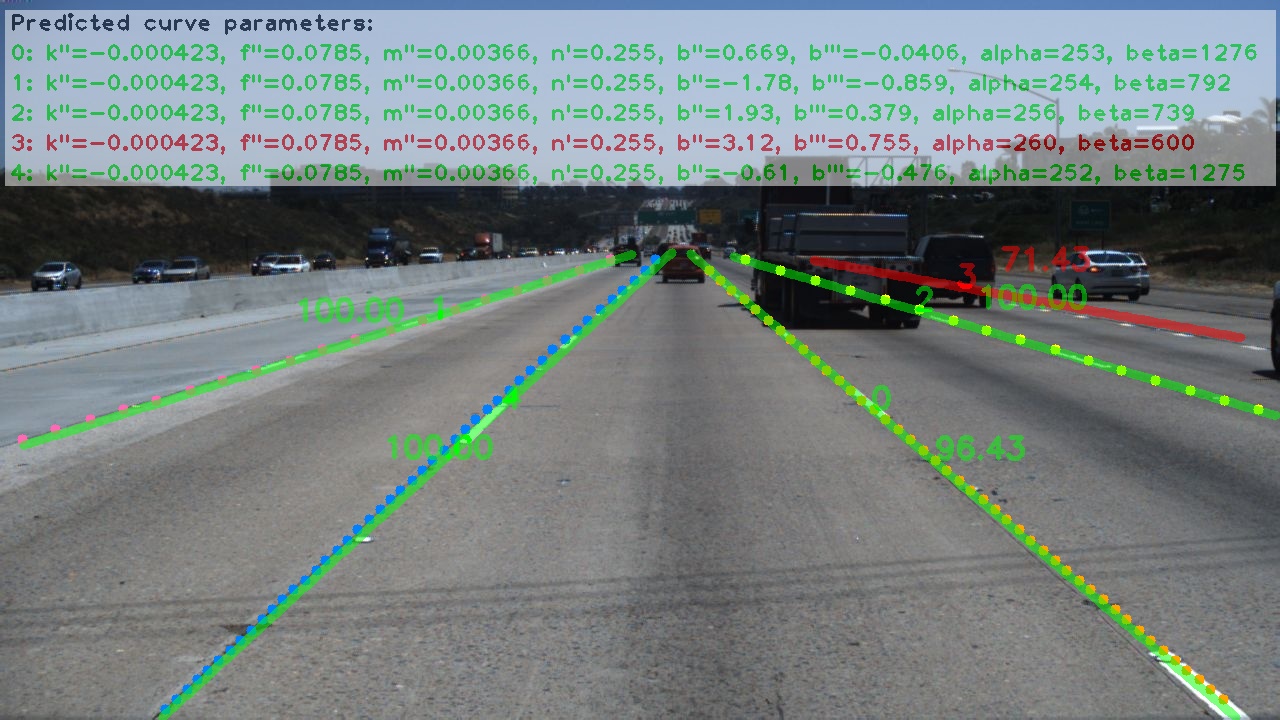 Predicted curve parameters:
0: k''=-0.000423, f''=0.0785, m''=0.00366, n'=0.255, b''=0.669, b'''=-0.0406, alpha=253, beta=1276
1: k''=-0.000423, f''=0.0785, m''=0.00366, n'=0.255, b''=-1.78, b'''=-0.859, alpha=254, beta=792
2: k''=-0.000423, f''=0.0785, m''=0.00366, n'=0.255, b''=1.93, b'''=0.379, alpha=256, beta=739
3: k''=-0.000423, f''=0.0785, m''=0.00366, n'=0.255, b''=3.12, b'''=0.755, alpha=260, beta=600
4: k''=-0.000423, f''=0.0785, m''=0.00366, n'=0.255, b''=-0.61, b'''=-0.476, alpha=252, beta=1275
71.43
3
100.00 1
2 100.00
4
0
100.00
96.43